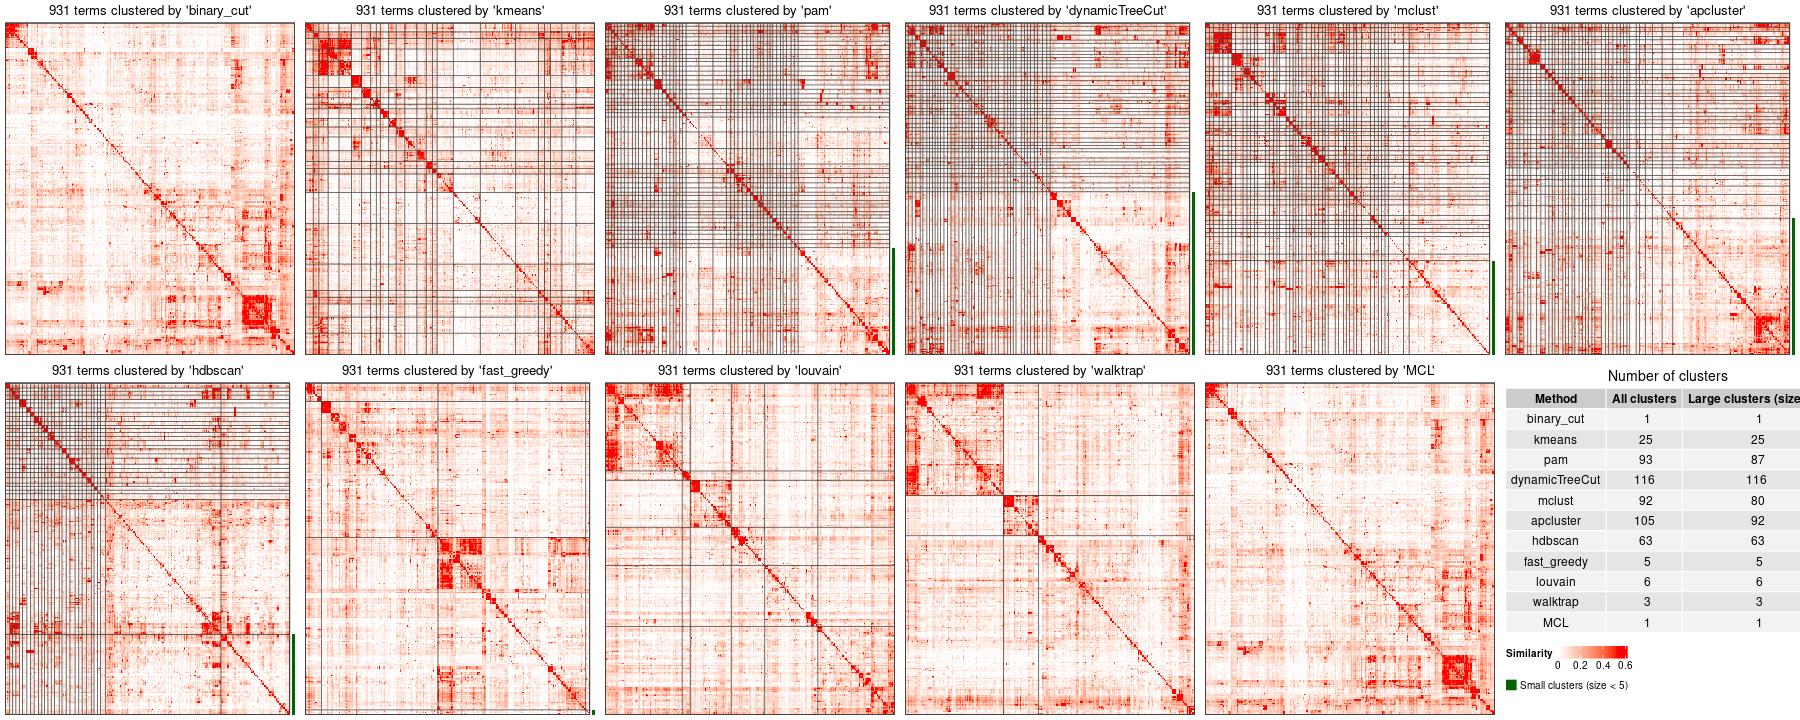 931 terms clustered by 'binary_cut'
931 terms clustered by 'kmeans'
931 terms clustered by 'pam'
931 terms clustered by 'dynamicTreeCut'
931 terms clustered by 'mclust'
931 terms clustered by 'apcluster'
931 terms clustered by 'hdbscan'
931 terms clustered by 'fast_greedy'
931 terms clustered by 'louvain'
931 terms clustered by 'walktrap'
931 terms clustered by 'MCL'
Number of clusters
Method All clusters Large clusters (size
binary_cut 1 1
kmeans 25 25
pam 93 87
dynamicTreeCut 116 116
mclust 92 80
apcluster 105 92
hdbscan 63 63
fast_greedy 5 5
louvain 6 6
walktrap 3 3
MCL 1 1
Similarity
0 0.2 0.4 0.6
Small clusters (size < 5)